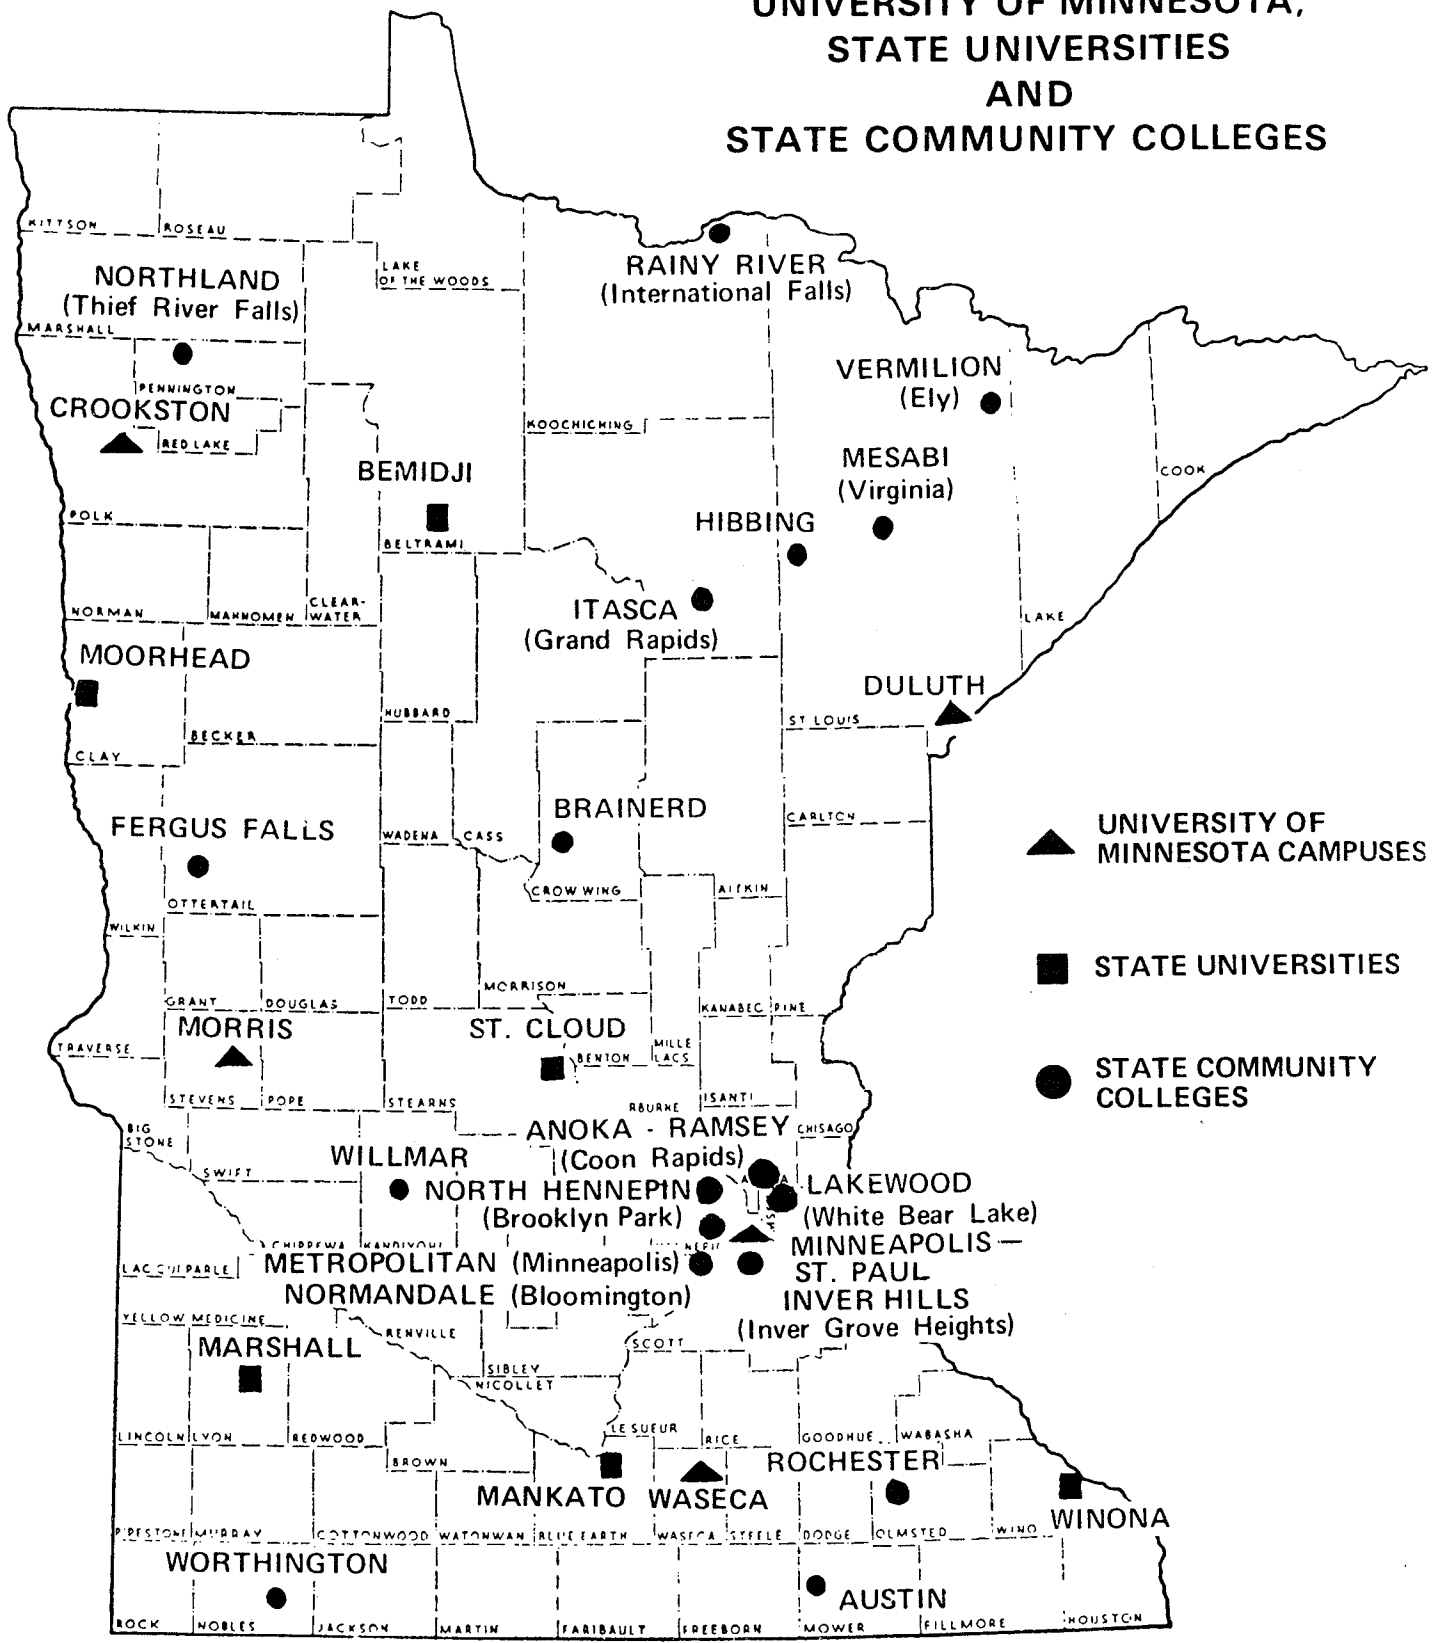 UNIVERSITY OF MINNESOTA,
STATE UNIVERSITIES
AND
STATE COMMUNITY COLLEGES
KITTSON
ROSEAU
LAKE
OF THE WOODS
NORTHLAND
(Thief River Falls)
RAINY RIVER
(International Falls)
MARSHALL
PENNINGTON
CROOKSTON
RED LAKE
VERMILION
(Ely)
KOOCHICHING
BEMIDJI
MESABI
(Virginia)
COOK
POLK
BELTRAMI
HIBBING
NORMAN
MAHNOMEN
CLEAR-
WATER
ITASCA
(Grand Rapids)
LAKE
MOORHEAD
DULUTH
HUBBARD
ST LOUIS
BECKER
CLAY
BRAINERD
FERGUS FALLS
WADENA
CASS
CARLTON
UNIVERSITY OF
MINNESOTA CAMPUSES
CROW WING
AITKIN
OTTERTAIL
WILKIN
STATE UNIVERSITIES
GRANT
DOUGLAS
TODD
MORRISON
KANABEC
PINE
MORRIS
ST. CLOUD
TRAVERSE
BENTON
MILLE
LACS
STATE COMMUNITY
COLLEGES
STEVENS
POPE
STEARNS
RBURNE
ISANTI
BIG
STONE
ANOKA - RAMSEY
(Coon Rapids)
CHISAGO
SWIFT
WILLMAR
NORTH HENNEPIN
(Brooklyn Park)
LAKEWOOD
(White Bear Lake)
CHIPPEWA
KANDIYOHI
METROPOLITAN (Minneapolis)
MINNEAPOLIS—
ST. PAUL
LAC QUI PARLE
NORMANDALE (Bloomington)
INVER HILLS
(Inver Grove Heights)
YELLOW MEDICINE
RENVILLE
SCOTT
MARSHALL
SIBLEY
NICOLLET
LINCOLN
LYON
REDWOOD
LE SUEUR
RICE
GOODHUE
WABASHA
BROWN
ROCHESTER
MANKATO
WASECA
WINONA
PIPESTONE
MURRAY
COTTONWOOD
WATONWAN
BLUE EARTH
WASECA
STEELE
DODGE
OLMSTED
WINO
WORTHINGTON
AUSTIN
ROCK
NOBLES
JACKSON
MARTIN
FARIBAULT
FREEBORN
MOWER
FILLMORE
HOUSTON